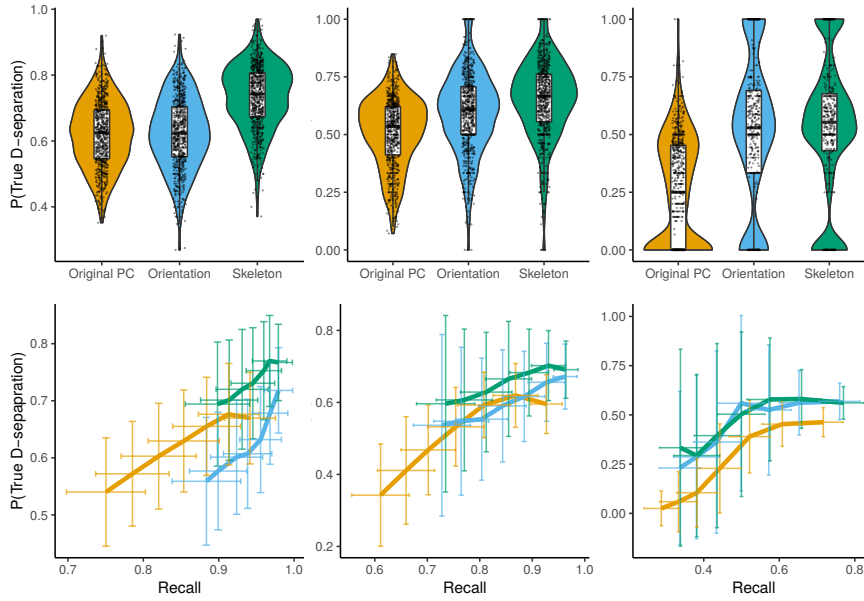 P(True D−separation)
1.0
0.8
0.6
0.4
Original PC Orientation Skeleton
1.00
0.75
0.50
0.25
0.00
Original PC Orientation Skeleton
1.00
0.75
0.50
0.25
0.00
Original PC Orientation Skeleton
P(True D−sepapration)
0.8
0.7
0.6
0.5
0.7 0.8 0.9 1.0
Recall
0.8
0.6
0.4
0.2
0.6 0.7 0.8 0.9 1.0
Recall
1.00
0.75
0.50
0.25
0.00
0.4 0.6 0.8
Recall